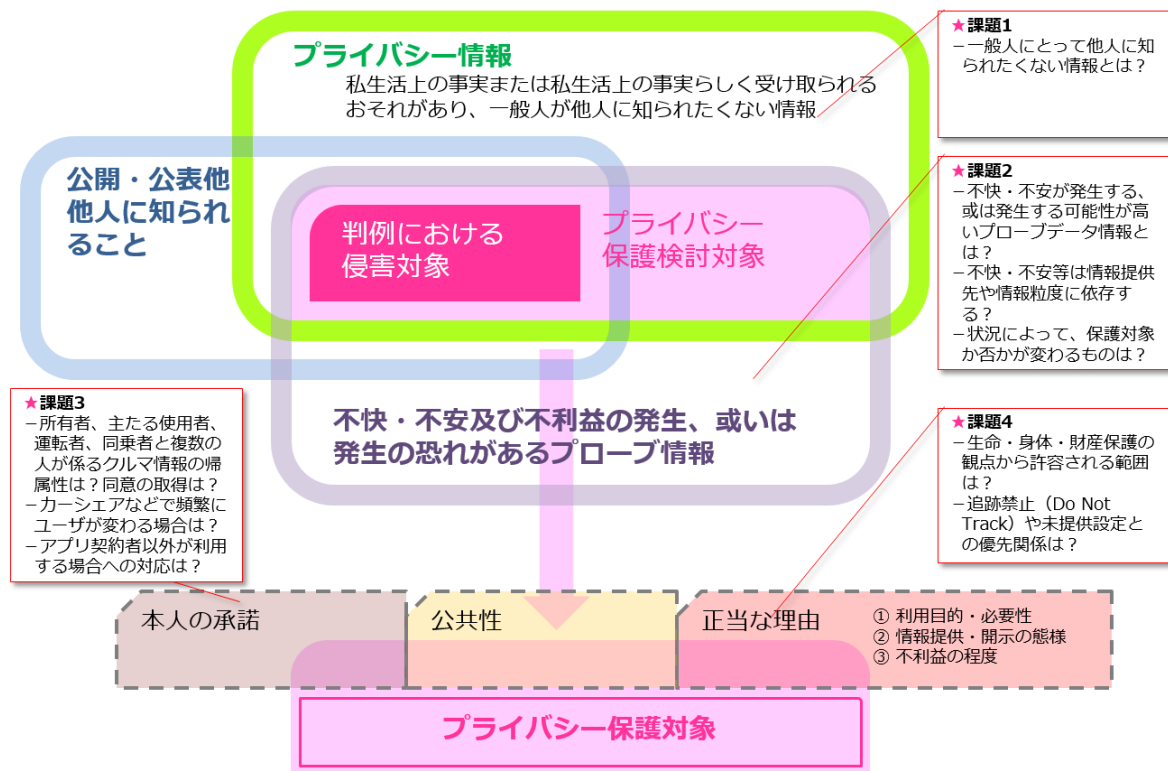 プライバシー情報
私生活上の事実または私生活上の事実らしく受け取られる
おそれがあり、一般人が他人に知られたくない情報
★課題1
－一般人にとって他人に知
られたくない情報とは？
公開・公表他
他人に知られ
ること
判例における
侵害対象
プライバシー
保護検討対象
★課題2
－不快・不安が発生する、
或は発生する可能性が高
いプローブデータ情報と
は？
－不快・不安等は情報提供
先や情報粒度に依存す
る？
－状況によって、保護対象
か否かが変わるものは？
不快・不安及び不利益の発生、或いは
発生の恐れがあるプローブ情報
★課題3
－所有者、主たる使用者、
運転者、同乗者と複数の
人が係るクルマ情報の帰
属性は？同意の取得は？
－カーシェアなどで頻繁に
ユーザが変わる場合は？
－アプリ契約者以外が利用
する場合への対応は？
★課題4
－生命・身体・財産保護の
観点から許容される範囲
は？
－追跡禁止（Do Not
Track）や未提供設定と
の優先関係は？
本人の承諾
公共性
正当な理由
① 利用目的・必要性
② 情報提供・開示の態様
③ 不利益の程度
プライバシー保護対象